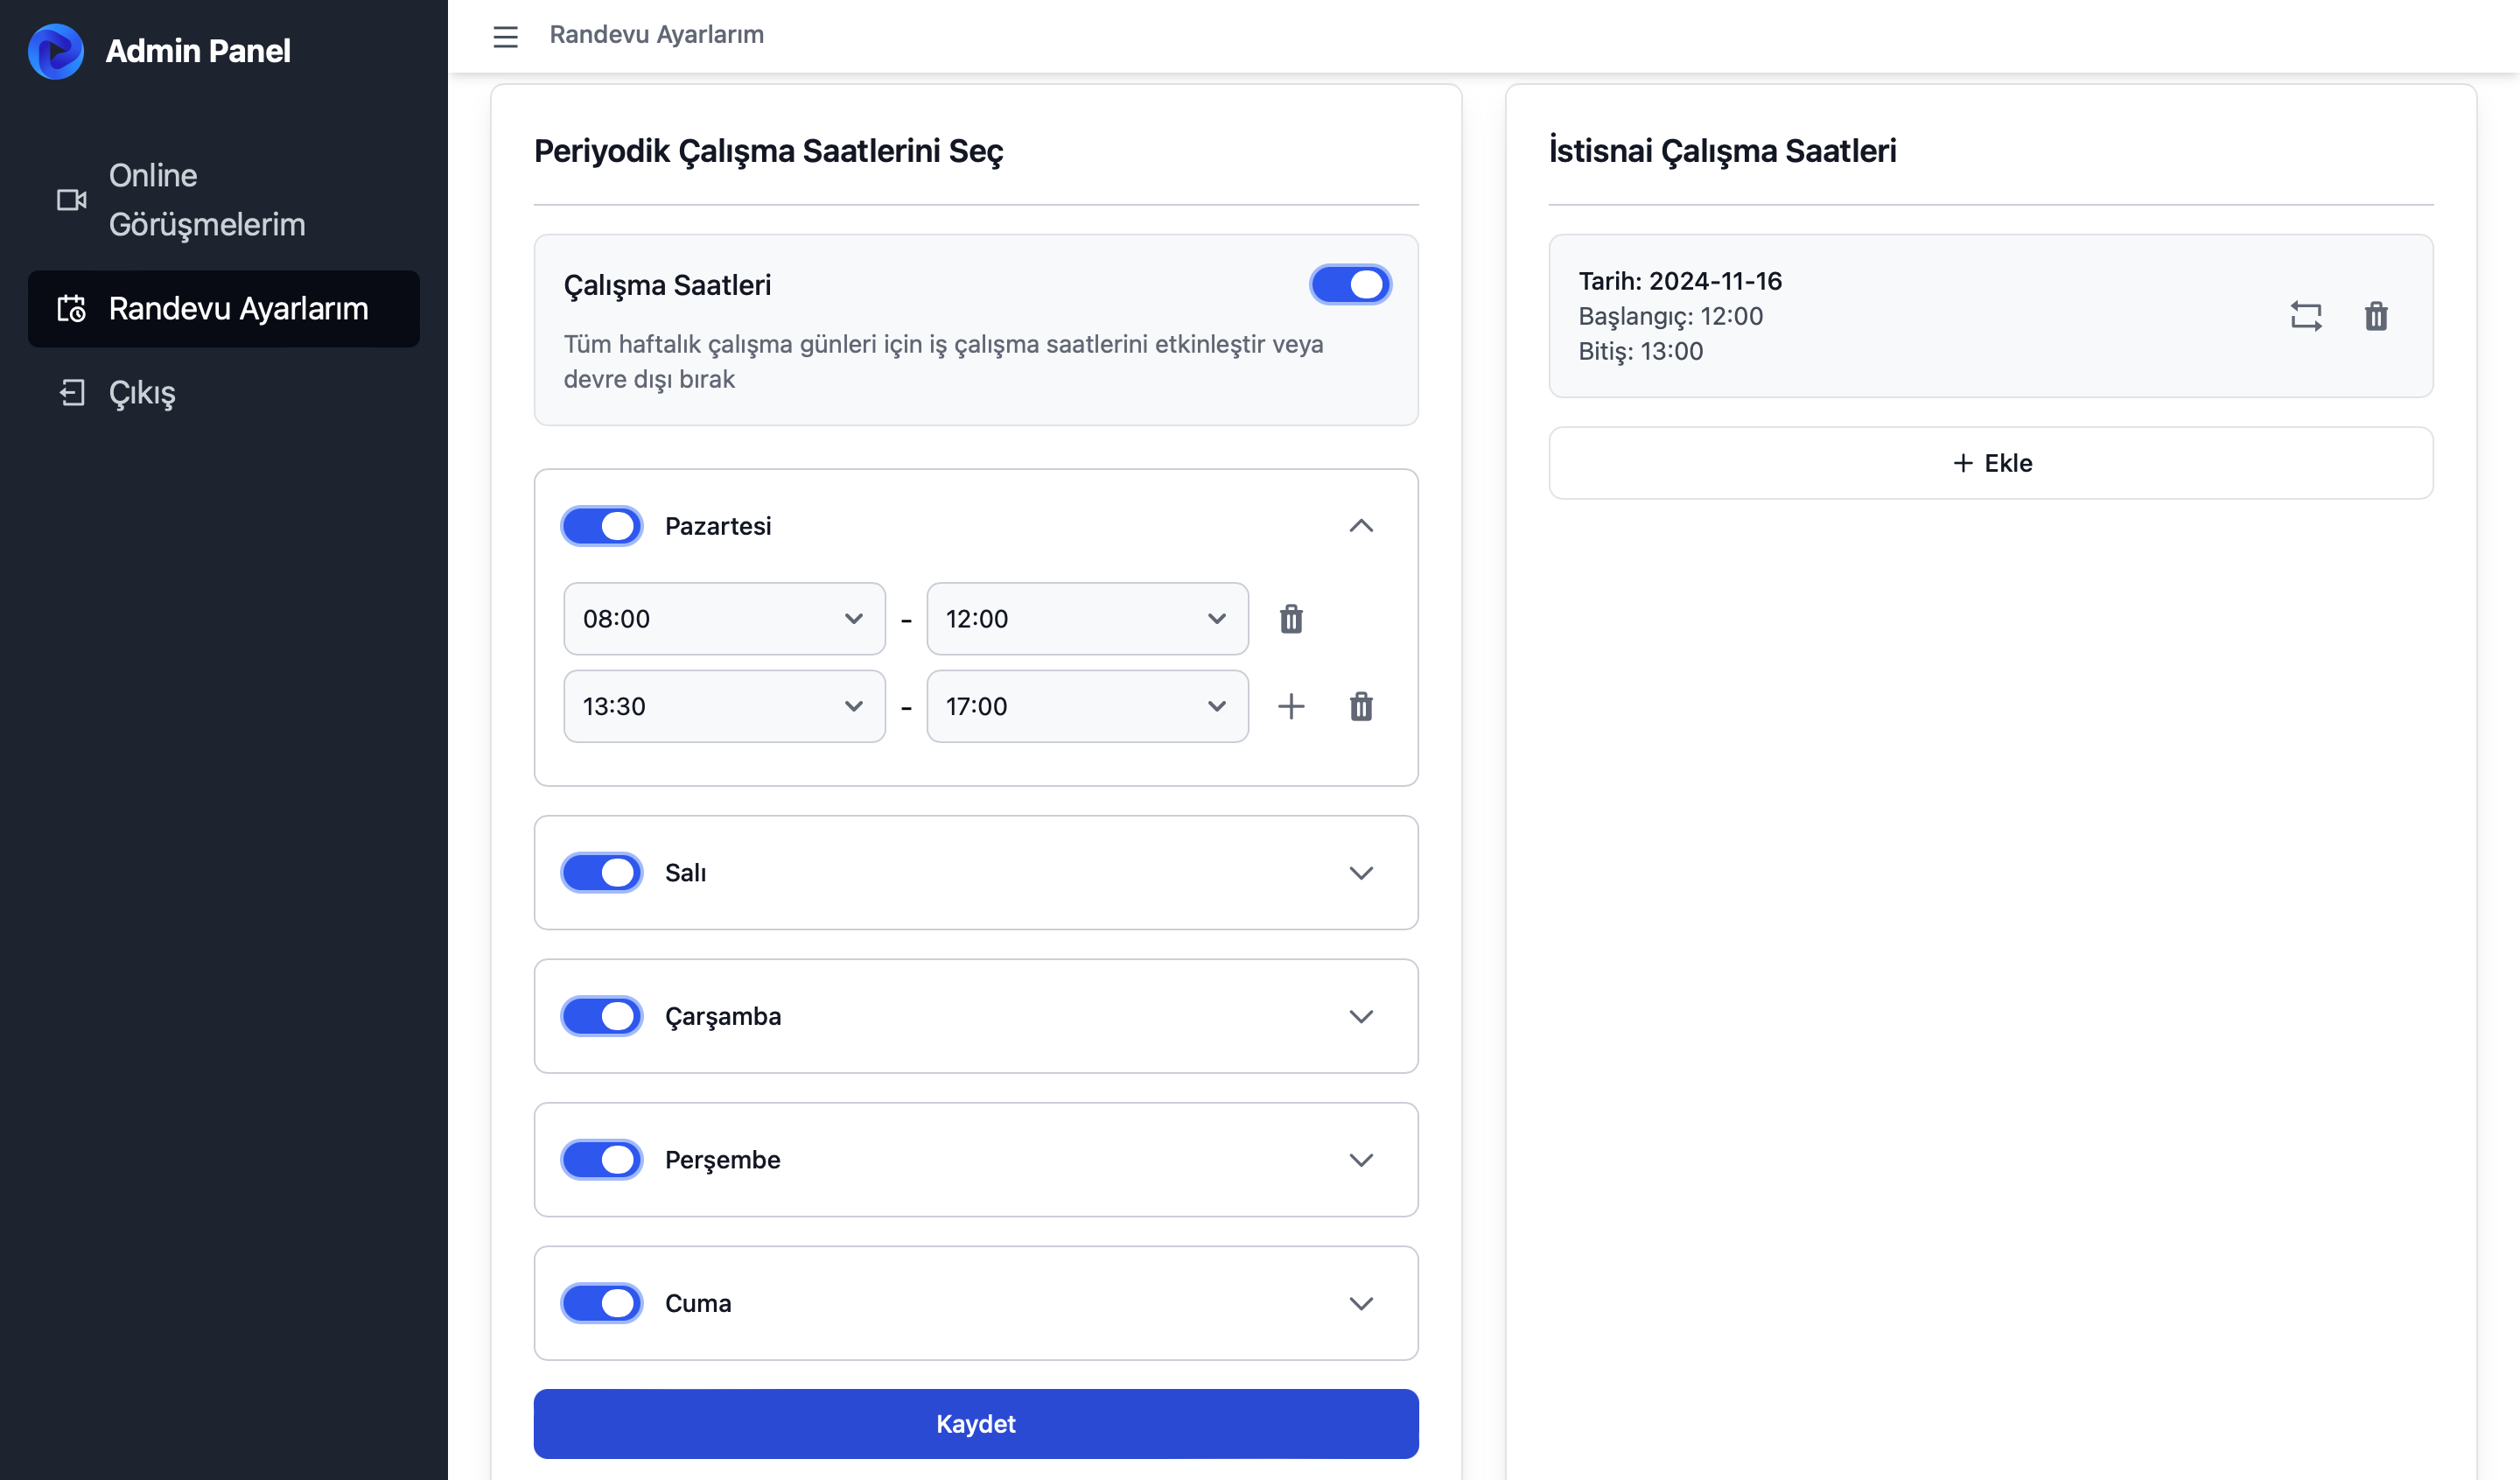 Admin Panel
Online
Görüşmelerim
Randevu Ayarlarım
Çıkış
Randevu Ayarlarım
Periyodik Çalışma Saatlerini Seç
Çalışma Saatleri
Tüm haftalık çalışma günleri için iş çalışma saatlerini etkinleştir veya
devre dışı bırak
Pazartesi
08:00 - 12:00
13:30 - 17:00
Salı
Çarşamba
Perşembe
Cuma
Kaydet
İstisnai Çalışma Saatleri
Tarih: 2024-11-16
Başlangıç: 12:00
Bitiş: 13:00
+ Ekle